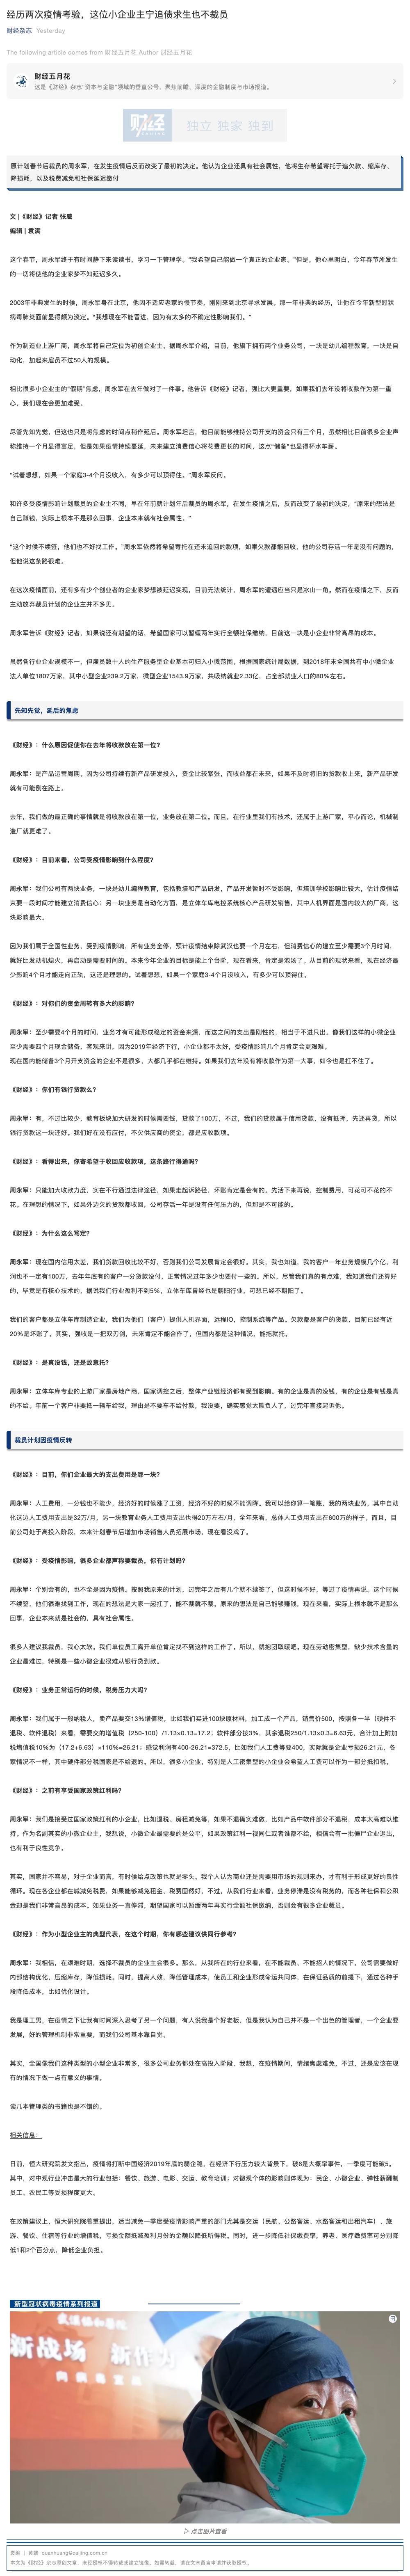 经历两次疫情考验，这位小企业主宁追债求生也不裁员
财经杂志 Yesterday
The following article comes from 财经五月花 Author 财经五月花
财经五月花
这是《财经》杂志“资本与金融”领域的垂直公号，聚焦前瞻、深度的金融制度与市场报道。
财经
独立 独家 独到
原计划春节后裁员的周永军，在发生疫情后反而改变了最初的决定。他认为企业还具有社会属性，他将生存希望寄托于追欠款、缩库存、
降损耗，以及税费减免和社保延迟缴付
文 |《财经》记者 张威
编辑 | 袁满
这个春节，周永军终于有时间静下来读读书，学习一下管理学。“我希望自己能做一个真正的企业家。”但是，他心里明白，今年春节所发生
的一切将使他的企业家梦不知延迟多久。
2003年非典发生的时候，周永军身在北京，他因不适应老家的慢节奏，刚刚来到北京寻求发展。那一年非典的经历，让他在今年新型冠状
病毒肺炎面前显得颇为淡定。“我想现在不能冒进，因为有太多的不确定性影响我们。”
作为制造业上游厂商，周永军将自己定位为初创企业主。据周永军介绍，目前，他旗下拥有两个业务公司，一块是幼儿编程教育，一块是自
动化，加起来雇员不过50人的规模。
相比很多小企业主的“假期”焦虑，周永军在去年做对了一件事。他告诉《财经》记者，强比大更重要，如果我们去年没将收款作为第一重
心，我们现在会更加难受。
尽管先知先觉，但这也只是将焦虑的时间点稍作延后。周永军坦言，他目前能够维持公司开支的资金只有三个月，虽然相比目前很多企业声
称维持一个月显得富足，但是如果疫情持续蔓延，未来建立消费信心将花费更长的时间，这点“储备”也显得杯水车薪。
“试着想想，如果一个家庭3-4个月没收入，有多少可以顶得住。”周永军反问。
和许多受疫情影响计划裁员的企业主不同，早在年前就计划年后裁员的周永军，在发生疫情之后，反而改变了最初的决定，“原来的想法是
自己赚钱，实际上根本不是那么回事，企业本来就有社会属性。”
“这个时候不续签，他们也不好找工作。”周永军依然将希望寄托在还未追回的款项，如果欠款都能回收，他的公司存活一年是没有问题的，
但他说这条路很难。
在这次疫情面前，还有多有少个创业者的企业家梦想被延迟实现，目前无法统计，周永军的遭遇应当只是冰山一角。然而在疫情之下，反而
主动放弃裁员计划的企业主并不多见。
周永军告诉《财经》记者，如果说还有期望的话，希望国家可以暂缓两年实行全额社保缴纳，目前这一块是小企业非常高昂的成本。
虽然各行业企业规模不一，但雇员数十人的生产服务型企业基本可归入小微范围。根据国家统计局数据，到2018年末全国共有中小微企业
法人单位1807万家，其中小型企业239.2万家，微型企业1543.9万家，共吸纳就业2.33亿，占全部就业人口的80%左右。
先知先觉，延后的焦虑
《财经》：什么原因促使你在去年将收款放在第一位？
周永军：是产品运营周期。因为公司持续有新产品研发投入，资金比较紧张，而收益都在未来，如果不及时将旧的货款收上来，新产品研发
就有可能倒在路上。
去年，我们做的最正确的事情就是将收款放在第一位，业务放在第二位。而且，在行业里我们有技术，还属于上游厂家，平心而论，机械制
造厂就更难了。
《财经》：目前来看，公司受疫情影响到什么程度？
周永军：我们公司有两块业务，一块是幼儿编程教育，包括教培和产品研发，产品开发暂时不受影响，但培训学校影响比较大，估计疫情结
束要一段时间才能建立消费信心；另一块业务是自动化方面，是立体车库电控系统核心产品研发销售，其中人机界面是国内较大的厂商，这
块影响最大。
因为我们属于全国性业务，受到疫情影响，所有业务全停，预计疫情结束除武汉也要一个月左右，但消费信心的建立至少需要3个月时间，
就好比发动机熄火，再启动是需要时间的。本来今年企业的目标是能上个台阶，现在看来，肯定是泡汤了，从目前的现状来看，现在经济最
少影响4个月才能走向正轨，这还是理想的。试着想想，如果一个家庭3-4个月没收入，有多少可以顶得住。
《财经》：对你们的资金周转有多大的影响？
周永军：至少需要4个月的时间，业务才有可能形成稳定的资金来源，而这之间的支出是刚性的，相当于不进只出。像我们这样的小微企业
至少需要四个月现金储备，客观来讲，因为2019年经济下行，小企业都不太好，受疫情影响几个月肯定会更艰难。
现在国内能储备3个月开支资金的企业不是很多，大都几乎都在维持。如果我们去年没有将收款作为第一大事，如今也是扛不住了。
《财经》：你们有银行贷款么？
周永军：有，不过比较少，教育板块加大研发的时候需要钱，贷款了100万，不过，我们的贷款属于信用贷款，没有抵押，先还再贷，所以
银行贷款这一块还好。我们好在没有应付，不欠供应商的资金，都是应收款项。
《财经》：看得出来，你寄希望于收回应收款项，这条路行得通吗？
周永军：只能加大收款力度，实在不行通过法律途径，如果走起诉路径，坏账肯定是会有的。先活下来再说，控制费用，可花可不花的不
花。在理想的情况下，如果外边欠的货款都收回，公司存活一年是没有任何压力的，但那是不可能的。
《财经》：为什么这么笃定？
周永军：现在国内信用太差，我们货款回收比较不好，否则我们公司发展肯定会很好。其实，我也知道，我的客户一年业务规模几个亿，利
润也不一定有100万，去年年底有的客户一分货款没付，正常情况过年多少也要付一些的。所以，尽管我们真的有点难，我知道我们还算好
的，毕竟是有核心技术的，据说我们行业盈利不到5%，立体车库曾经也是朝阳行业，可想已经不朝阳了。
我们的客户都是立体车库制造企业，我们为他们（客户）提供人机界面，远程IO，控制系统等产品。欠款都是客户的货款，目前已经有近
20%是坏账了。其实，强收是一把双刃剑，未来肯定不能合作了，但国内都是这种情况，能拖就托。
《财经》：是真没钱，还是故意托？
周永军：立体车库专业的上游厂家是房地产商，国家调控之后，整体产业链经济都有受到影响。有的企业是真的没钱，有的企业是有钱是真
的不给。年前一个客户非要抵一辆车给我，理由是不要车不给付款，我没要，确实感觉太欺负人了，过完年直接起诉他。
裁员计划因疫情反转
《财经》：目前，你们企业最大的支出费用是哪一块？
周永军：人工费用，一分钱也不能少，经济好的时候涨了工资，经济不好的时候不能调降。我可以给你算一笔账，我的两块业务，其中自动
化这边人工费用支出是32万/月，另一块教育业务人工费用支出也得20万左右/月，全年来看，总体人工费用支出在600万的样子。而且，目
前公司处于高投入阶段，本来计划春节后增加市场销售人员拓展市场，现在看没戏了。
《财经》：受疫情影响，很多企业都声称要裁员，你有计划吗？
周永军：个别会有的，也不全是因为疫情。按照我原来的计划，过完年之后有几个就不续签了，但这时候不好，等过了疫情再说。这个时候
不续签，他们很难找到工作，现在的想法是大家一起扛了，能不裁就不裁。原来的想法是自己能够赚钱，现在来看，实际上根本就不是那么
回事，企业本来就是社会的，具有社会属性。
很多人建议我裁员，我心太软，我们单位员工离开单位肯定找不到这样的工作了。所以，就抱团取暖吧。现在劳动密集型，缺少技术含量的
企业最难过，特别是一些小微企业很难从银行贷到款。
《财经》：业务正常运行的时候，税务压力大吗？
周永军：我们属于一般纳税人，卖产品要交13%增值税，比如我们买进100块原材料，加工成一个产品，销售价500，按照各一半（硬件不
退税、软件退税）来看，需要交的增值税（250-100）/1.13×0.13=17.2；软件部分按3%，其余退税250/1.13×0.3=6.63元，合计加上附加
税增值税10%为（17.2+6.63）×110%=26.21；感觉利润有400-26.21=372.5，比如我们人工费等要400，实际就是企业亏损26.21元，各
家情况不一样，其中硬件部分税国家是不给退的。所以，很多小企业，特别是人工密集型的小企业会希望人工费可以作为一部分抵扣税。
《财经》：之前有享受国家政策红利吗？
周永军：我们是接受过国家政策红利的小企业，比如退税、房租减免等，如果不退确实难做，比如产品中软件部分不退税，成本太高难以维
持。作为名副其实的小微企业主，我想说，小微企业最需要的是公平，如果政策红利一视同仁或者谁都不给，相信会有一批僵尸企业退出，
也有利于良性竞争。
其实，国家并不容易，对于企业而言，有时候给点政策也就是零头。我个人认为商业还是需要用市场的规则来办，才有利于形成更好的良性
循环。现在各企业都在喊减免税费，如果能够减免租金、税费固然好，不过，从我们行业来看，业务停滞是没有税务的，而各种社保和公积
金却是我们非常高昂的成本。如果业务一直停滞，期望国家可以暂缓两年再实行全额社保缴纳，否则会有很多企业裁员。
《财经》：作为小型企业主的典型代表，在这个时期，你有哪些建议供同行参考？
周永军：我相信，在艰难时期，选择不裁员的企业主会很多。那么，从我所在的行业来看，在不能裁员、不能招人的情况下，公司需要做好
内部结构优化，压缩库存，降低损耗。同时，提高人效，降低管理成本，使员工和企业形成命运共同体，在保证品质的前提下，通过各种手
段降低成本，比如优化设计。
我是理工男，在疫情之下让我有时间深入思考了另一个问题，有人说我是个好老板，但是我认为自己并不是一个出色的管理者，一个企业要
发展，好的管理机制非常重要，而我们公司基本靠自觉。
其实，全国像我们这种类型的小型企业非常多，很多公司业务都处在高投入阶段，我想，在疫情期间，情绪焦虑难免，不过，还是应该在现
有的情况下做一点有意义的事情。
读几本管理类的书籍也是不错的。
相关信息：
日前，恒大研究院发文指出，疫情将打断中国经济2019年底的弱企稳，在经济下行压力较大背景下，破6是大概率事件，一季度可能破5。
其中，对中观行业冲击最大的行业包括：餐饮、旅游、电影、交运、教育培训；对微观个体的影响则体现为：民企、小微企业、弹性薪酬制
员工、农民工等受损程度更大。
在政策建议上，恒大研究院看重提出，适当减免一季度受疫情影响严重的部门尤其是交运（民航、公路客运、水路客运和出租汽车）、旅
游、餐饮、住宿等行业的增值税，亏损金额抵减盈利月份的金额以降低所得税。同时，进一步降低社保缴费率，养老、医疗缴费率可分别降
低1和2个百分点，降低企业负担。
新型冠状病毒疫情系列报道
▷ 点击图片查看